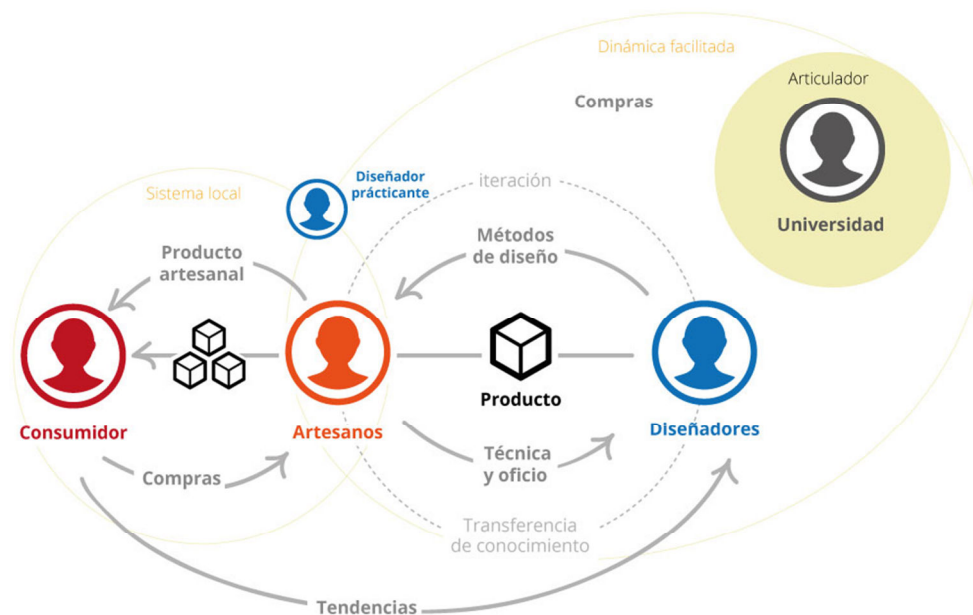 Dinámica facilitada
Articulador
Compras
Universidad
Sistema local
Diseñador
prácticante
iteración
Producto
artesanal
Métodos
de diseño
Producto
Consumidor
Artesanos
Diseñadores
Compras
Técnica
y oficio
Transferencia
de conocimiento
Tendencias